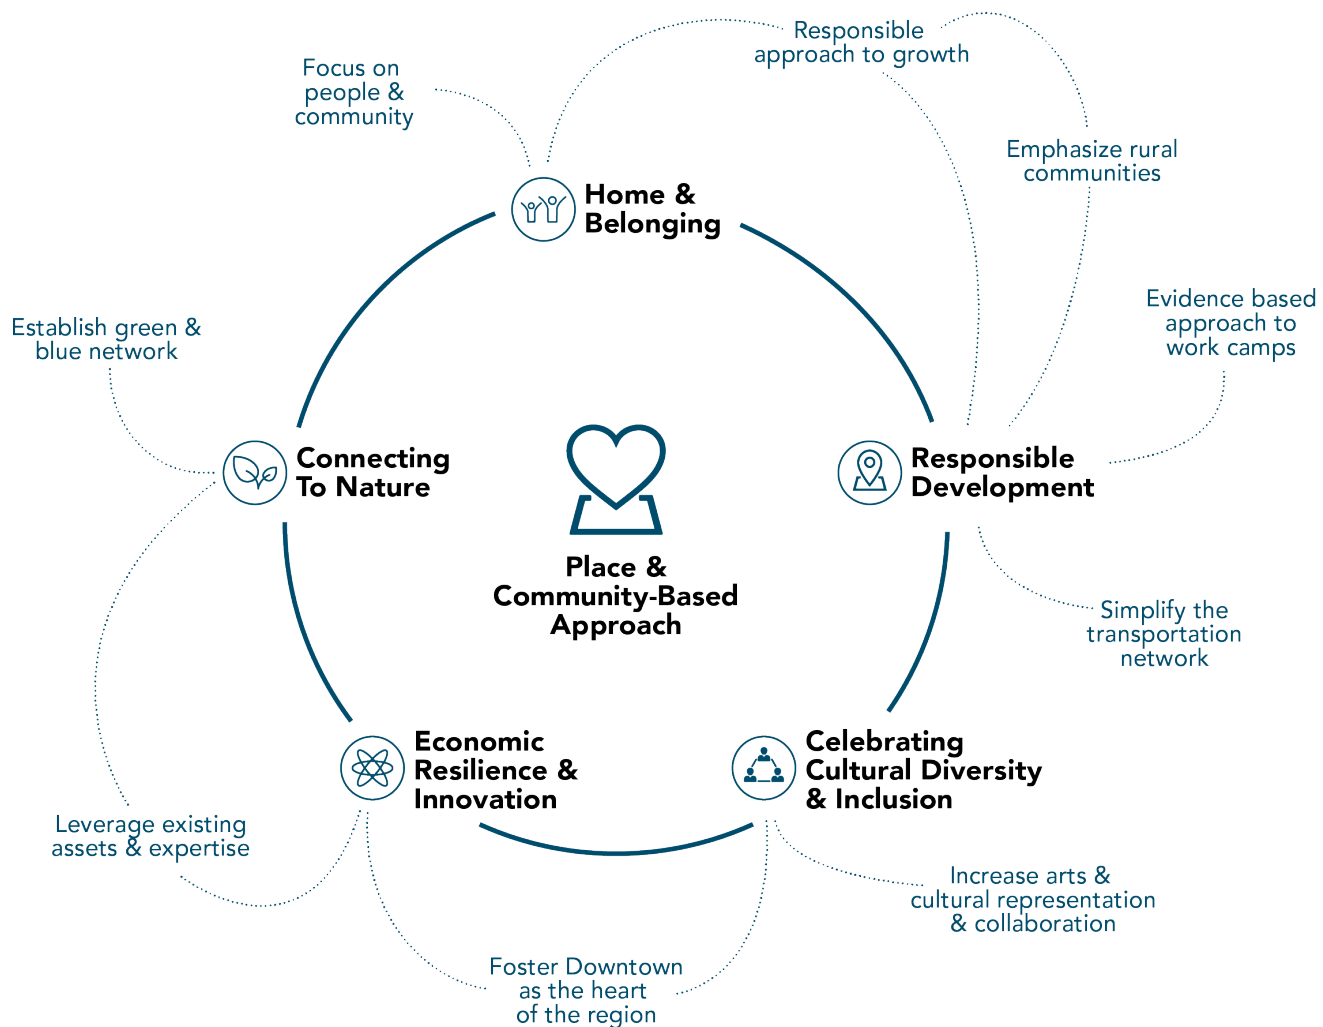 Responsible
approach to growth
Focus on
people &
community
Emphasize rural
communities
Home &
Belonging
Evidence based
approach to
work camps
Establish green &
blue network
Connecting
To Nature
Responsible
Development
Place &
Community-Based
Approach
Simplify the
transportation
network
Economic
Resilience &
Innovation
Celebrating
Cultural Diversity
& Inclusion
Leverage existing
assets & expertise
Increase arts &
cultural representation
& collaboration
Foster Downtown
as the heart
of the region